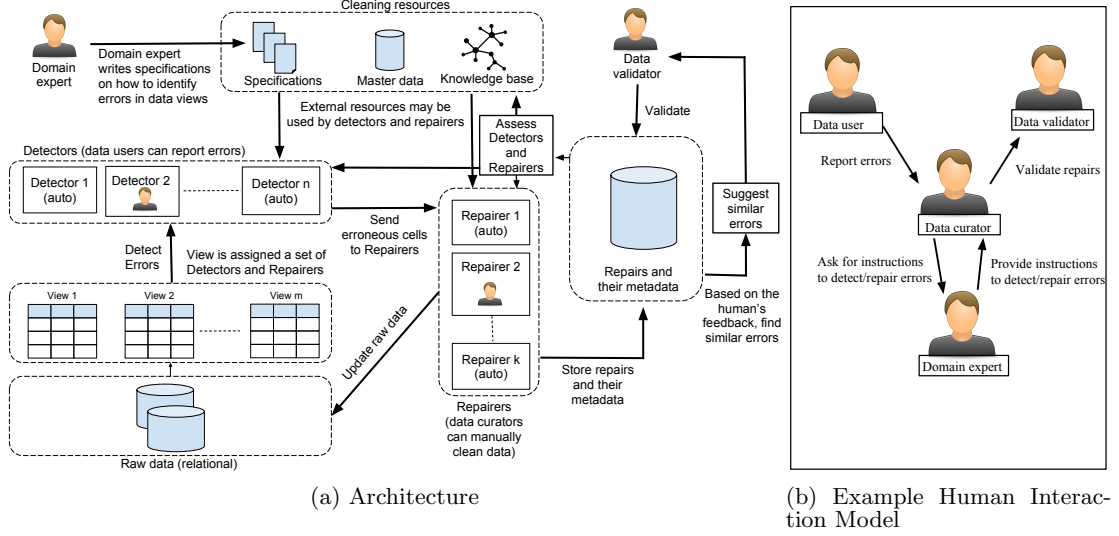 Cleaning resources
Domain
expert
Domain expert
writes specifications
on how to identify
errors in data views
Specifications
Master data
Knowledge base
External resources may be
used by detectors and repairers
Data
validator
Validate
Assess
Detectors
and
Repairers
Detectors (data users can report errors)
Detector 1
(auto)
Detector 2
Detector n
(auto)
Send
erroneous cells
to Repairers
Detect
Errors
View is assigned a set of
Detectors and Repairers
View 1
View 2
View m
Raw data (relational)
Update raw data
Repairer 1
(auto)
Repairer 2
Repairer k
(auto)
Repairers
(data curators
can manually
clean data)
Repairs and
their metadata
Store repairs
and their
metadata
Suggest
similar
errors
Based on the
human's
feedback, find
similar errors
(a) Architecture
Data user
Data validator
Report errors
Validate repairs
Data curator
Ask for instructions
to detect/repair errors
Provide instructions
to detect/repair errors
Domain expert
(b) Example Human Interac-
tion Model